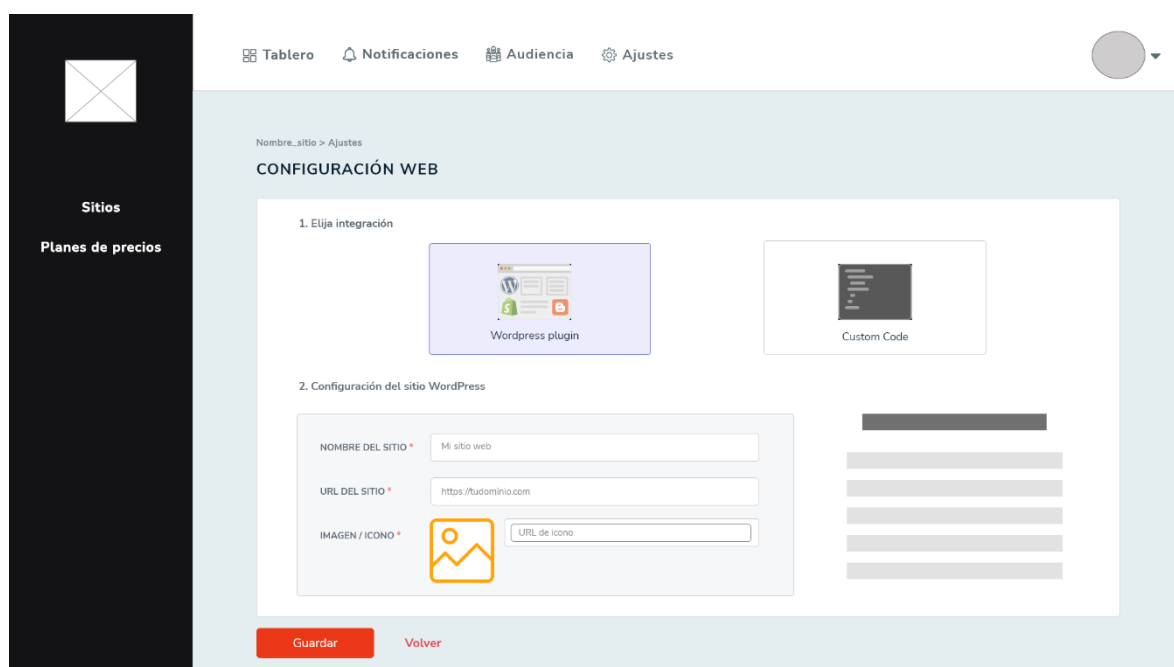 Tablero Notificaciones Audiencia Ajustes
Sitios
Planes de precios
Nombre_sitio > Ajustes
CONFIGURACIÓN WEB
1. Elija integración
Wordpress plugin
Custom Code
2. Configuración del sitio WordPress
NOMBRE DEL SITIO * Mi sitio web
URL DEL SITIO * https://tudominio.com
IMAGEN / ICONO * URL de icono
Guardar Volver